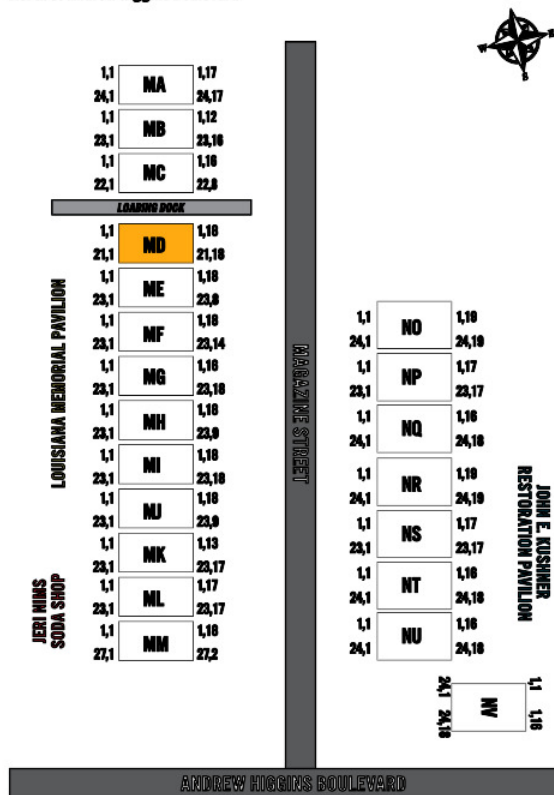 N
W
E
S
1,1 MA 1,17
24,1 24,17
1,1 MB 1,12
23,1 23,16
1,1 MC 1,16
22,1 22,8
LOADING DOCK
1,1 MD 1,18
21,1 21,18
1,1 ME 1,18
23,1 23,8
1,1 MF 1,18
23,1 23,14
1,1 MG 1,16
23,1 23,18
1,1 MH 1,18
23,1 23,9
1,1 MI 1,18
23,1 23,18
1,1 MJ 1,18
23,1 23,9
1,1 MK 1,13
23,1 23,17
1,1 ML 1,17
23,1 23,17
1,1 MM 1,18
27,1 27,2
LOUISIANA MEMORIAL PAVILION
JERI NIMS
SODA SHOP
MAGAZINE STREET
1,1 NO 1,19
24,1 24,19
1,1 NP 1,17
23,1 23,17
1,1 NQ 1,16
24,1 24,18
1,1 NR 1,19
24,1 24,19
1,1 NS 1,17
23,1 23,17
1,1 NT 1,16
24,1 24,18
1,1 NU 1,16
24,1 24,18
JOHN E. KUSHNER
RESTORATION PAVILION
24,1 1,1
NV
24,18 1,16
ANDREW HIGGINS BOULEVARD